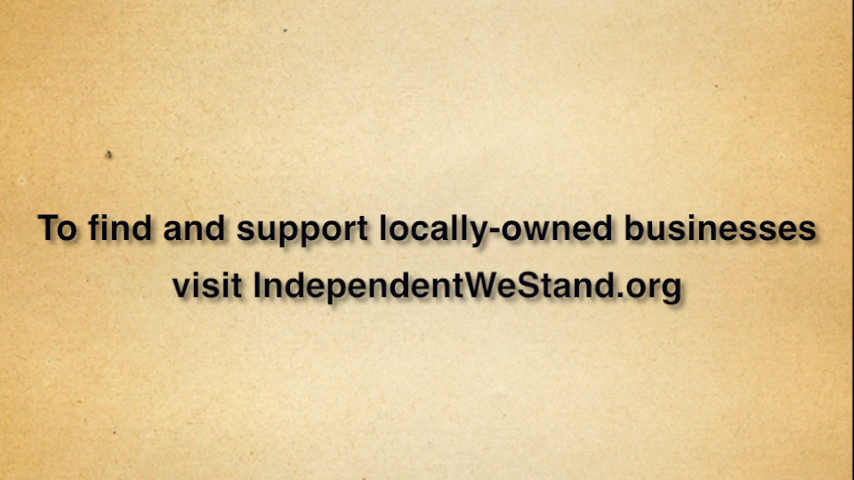 To find and support locally-owned businesses
visit IndependentWeStand.org